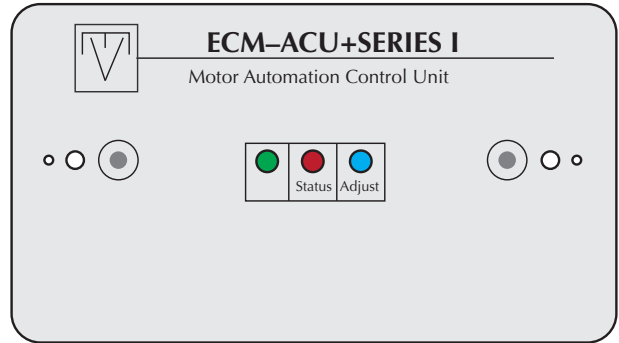 ECM–ACU+SERIES I
Motor Automation Control Unit
Status Adjust